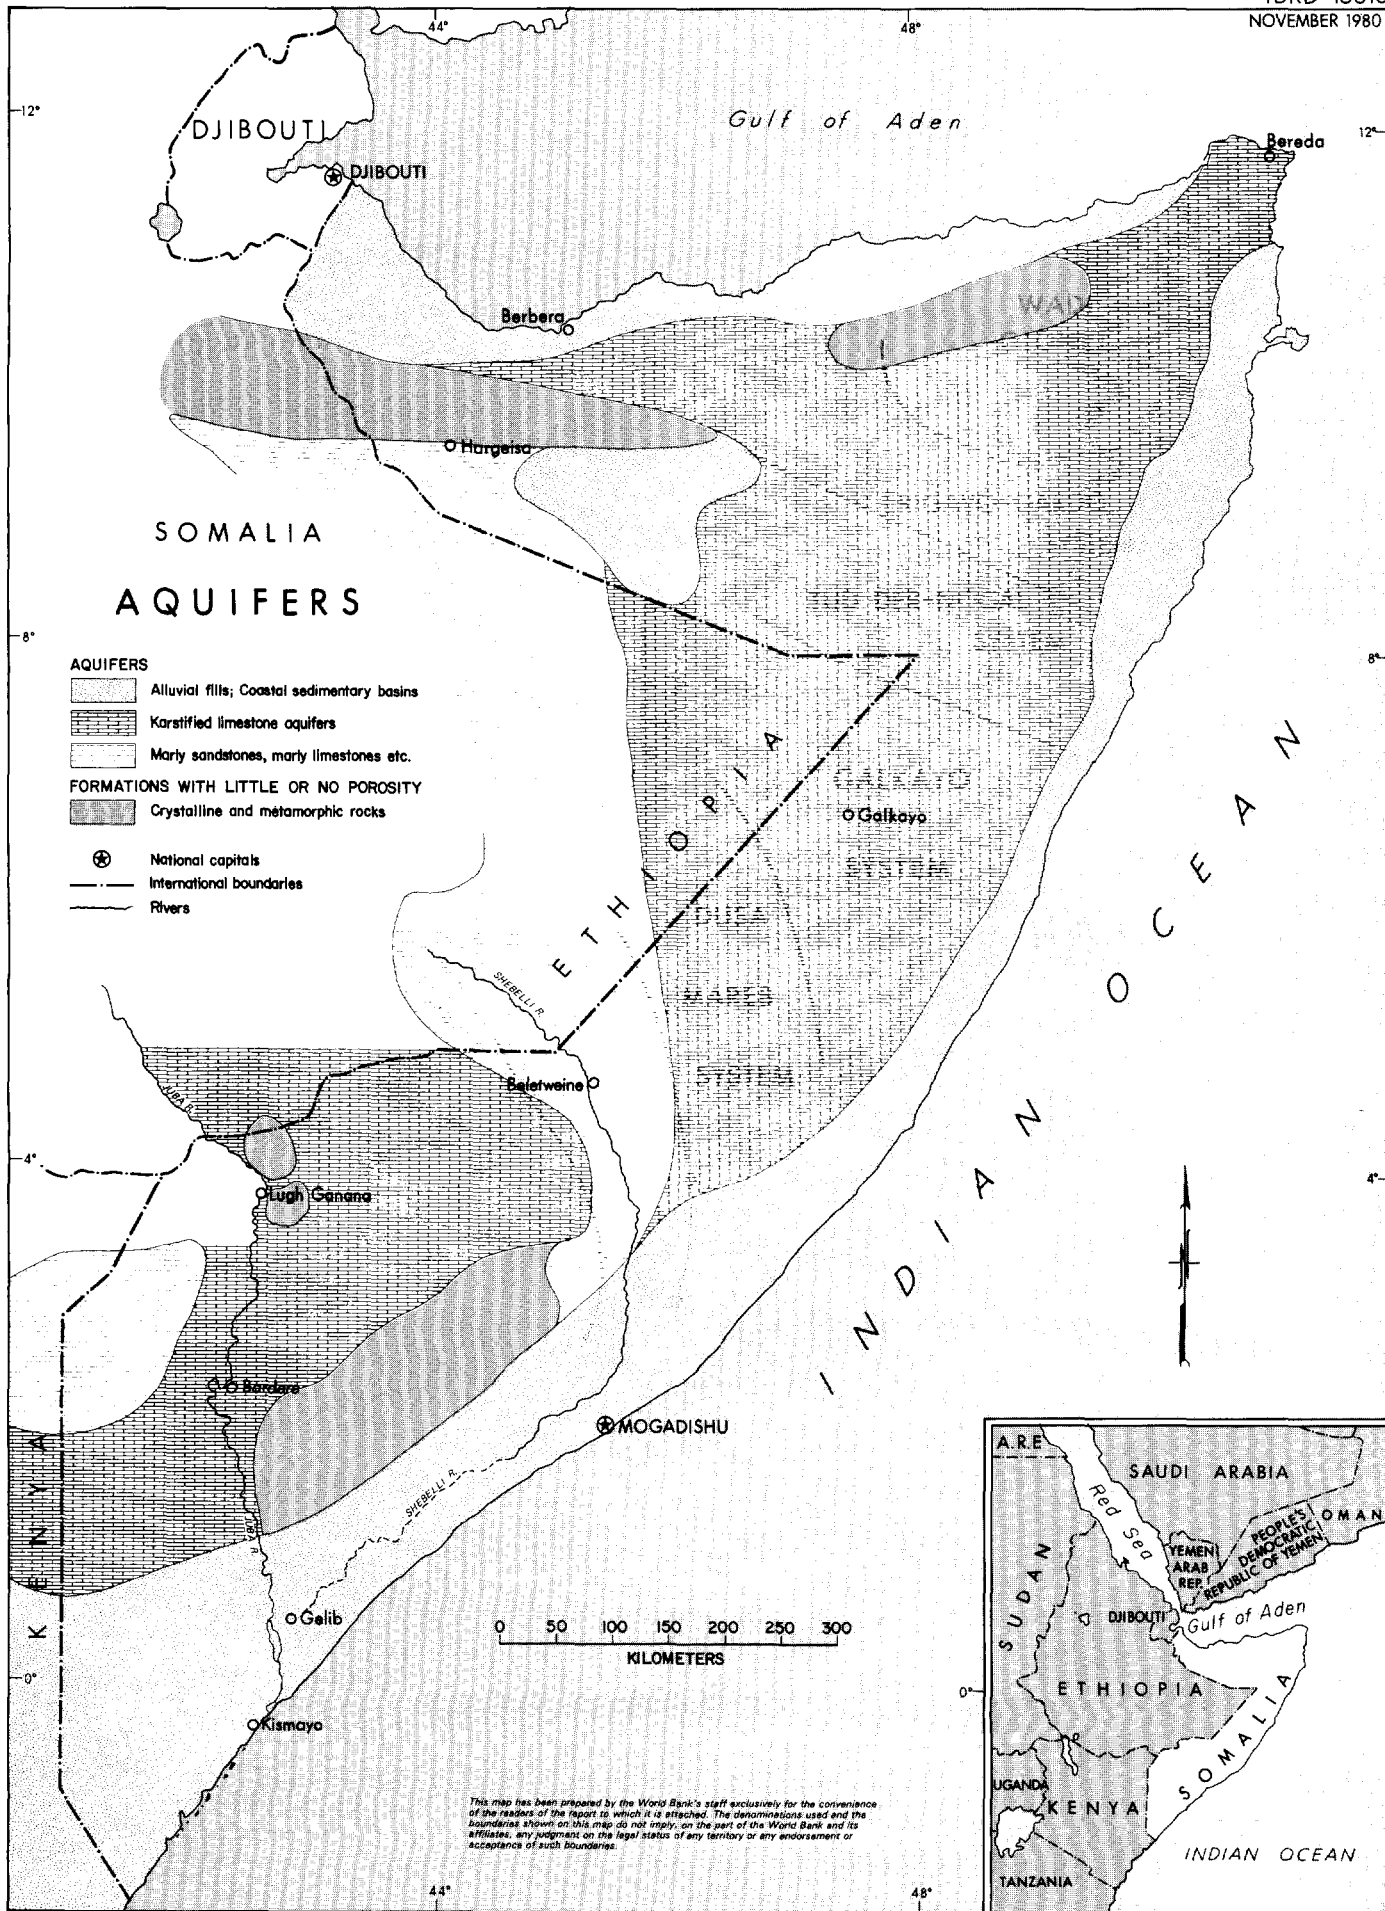 NOVEMBER 1980
44°
48°
12°
12°
DJIBOUTI
DJIBOUTI
Gulf of Aden
Bereda
Berbera
Hargeisa
SOMALIA
AQUIFERS
8°
8°
AQUIFERS
Alluvial fills; Coastal sedimentary basins
Karstified limestone aquifers
Marly sandstones, marly limestones etc.
FORMATIONS WITH LITTLE OR NO POROSITY
Crystalline and metamorphic rocks
National capitals
International boundaries
Rivers
ETHIOPIA
Galkayo
SHEBELLI R.
Beletweine
JUBA R.
4°
4°
Lugh Ganana
INDIAN OCEAN
Bardera
MOGADISHU
SHEBELLI R.
JUBA R.
KENYA
Gelib
0°
0°
Kismayo
0 50 100 150 200 250 300
KILOMETERS
This map has been prepared by the World Bank's staff exclusively for the convenience
of the readers of the report to which it is attached. The denominations used and the
boundaries shown on this map do not imply, on the part of the World Bank and its
affiliates, any judgment on the legal status of any territory or any endorsement or
acceptance of such boundaries.
44°
48°
A.R.E
SAUDI ARABIA
Red Sea
OMAN
PEOPLE'S
DEMOCRATIC
REPUBLIC OF YEMEN
YEMEN
ARAB
REP.
SUDAN
DJIBOUTI
Gulf of Aden
ETHIOPIA
SOMALIA
UGANDA
KENYA
INDIAN OCEAN
TANZANIA